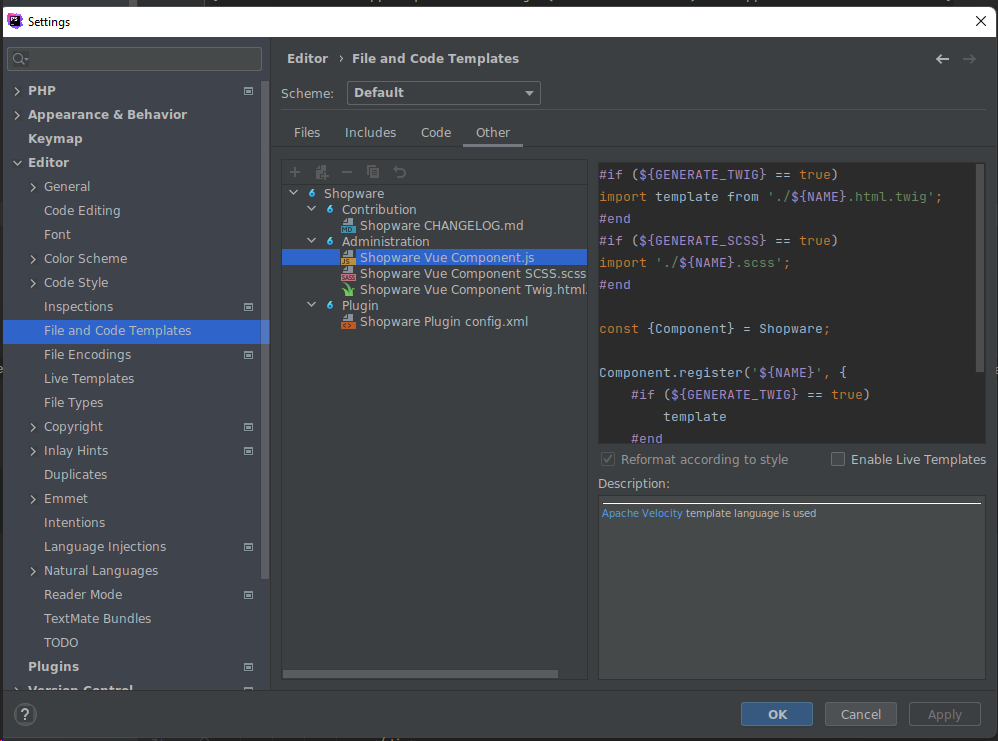 Settings
Editor › File and Code Templates
Scheme: Default
Files Includes Code Other
PHP
Appearance & Behavior
Keymap
Editor
General
Code Editing
Font
Color Scheme
Code Style
Inspections
File and Code Templates
File Encodings
Live Templates
File Types
Copyright
Inlay Hints
Duplicates
Emmet
Intentions
Language Injections
Natural Languages
Reader Mode
TextMate Bundles
TODO
Plugins
Version Control
Shopware
Contribution
Shopware CHANGELOG.md
Administration
Shopware Vue Component.js
Shopware Vue Component SCSS.scss
Shopware Vue Component Twig.html.
Plugin
Shopware Plugin config.xml
#if (${GENERATE_TWIG} == true)
import template from './${NAME}.html.twig';
#end
#if (${GENERATE_SCSS} == true)
import './${NAME}.scss';
#end
const {Component} = Shopware;
Component.register('${NAME}', {
#if (${GENERATE_TWIG} == true)
template
#end
Reformat according to style Enable Live Templates
Description:
Apache Velocity template language is used
? OK Cancel Apply